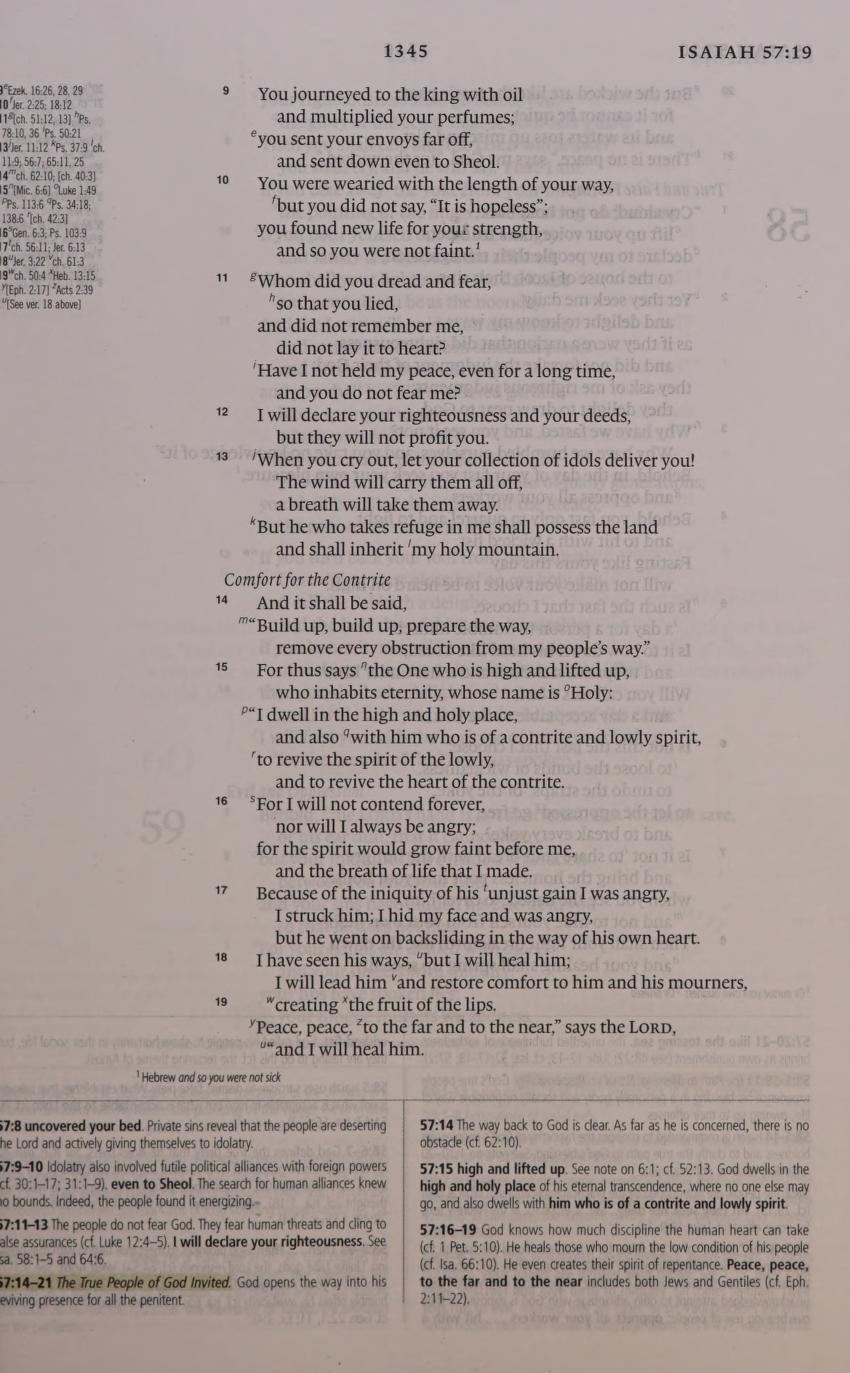 1345
ISAIAH 57:19
Ezek. 16:26, 28, 29
10 f Jer. 2:25; 18:12
11 g [ch. 51:12, 13] h Ps.
78:10, 36 i Ps. 50:21
13 j Jer. 11:12 k Ps. 37:9 l ch.
11:9; 56:7; 65:11, 25
14 m ch. 62:10; [ch. 40:3]
15 n [Mic. 6:6] o Luke 1:49
p Ps. 113:6 q Ps. 34:18;
138:6 r [ch. 42:3]
16 s Gen. 6:3; Ps. 103:9
17 t ch. 56:11; Jer. 6:13
18 u Jer. 3:22 v ch. 61:3
19 w ch. 50:4 x Heb. 13:15
y [Eph. 2:17] z Acts 2:39
u [See ver. 18 above]
9 You journeyed to the king with oil
and multiplied your perfumes;
e you sent your envoys far off,
and sent down even to Sheol.
10 You were wearied with the length of your way,
f but you did not say, “It is hopeless”;
you found new life for your strength,
and so you were not faint.1
11 g Whom did you dread and fear,
h so that you lied,
and did not remember me,
did not lay it to heart?
i Have I not held my peace, even for a long time,
and you do not fear me?
12 I will declare your righteousness and your deeds,
but they will not profit you.
13 j When you cry out, let your collection of idols deliver you!
The wind will carry them all off,
a breath will take them away.
k But he who takes refuge in me shall possess the land
and shall inherit l my holy mountain.
Comfort for the Contrite
14 And it shall be said,
m “Build up, build up, prepare the way,
remove every obstruction from my people’s way.”
15 For thus says n the One who is high and lifted up,
who inhabits eternity, whose name is o Holy:
p “I dwell in the high and holy place,
and also q with him who is of a contrite and lowly spirit,
r to revive the spirit of the lowly,
and to revive the heart of the contrite.
16 s For I will not contend forever,
nor will I always be angry;
for the spirit would grow faint before me,
and the breath of life that I made.
17 Because of the iniquity of his t unjust gain I was angry,
I struck him; I hid my face and was angry,
but he went on backsliding in the way of his own heart.
18 I have seen his ways, u but I will heal him;
I will lead him v and restore comfort to him and his mourners,
19 w creating x the fruit of the lips.
y Peace, peace, z to the far and to the near,” says the LORD,
u “and I will heal him.
1 Hebrew and so you were not sick
57:8 uncovered your bed. Private sins reveal that the people are deserting
he Lord and actively giving themselves to idolatry.
57:9–10 Idolatry also involved futile political alliances with foreign powers
cf. 30:1–17; 31:1–9). even to Sheol. The search for human alliances knew
no bounds. Indeed, the people found it energizing.
57:11–13 The people do not fear God. They fear human threats and cling to
alse assurances (cf. Luke 12:4–5). I will declare your righteousness. See
sa. 58:1–5 and 64:6.
57:14–21 The True People of God Invited. God opens the way into his
eviving presence for all the penitent.
57:14 The way back to God is clear. As far as he is concerned, there is no
obstacle (cf. 62:10).
57:15 high and lifted up. See note on 6:1; cf. 52:13. God dwells in the
high and holy place of his eternal transcendence, where no one else may
go, and also dwells with him who is of a contrite and lowly spirit.
57:16–19 God knows how much discipline the human heart can take
(cf. 1 Pet. 5:10). He heals those who mourn the low condition of his people
(cf. Isa. 66:10). He even creates their spirit of repentance. Peace, peace,
to the far and to the near includes both Jews and Gentiles (cf. Eph.
2:11–22).